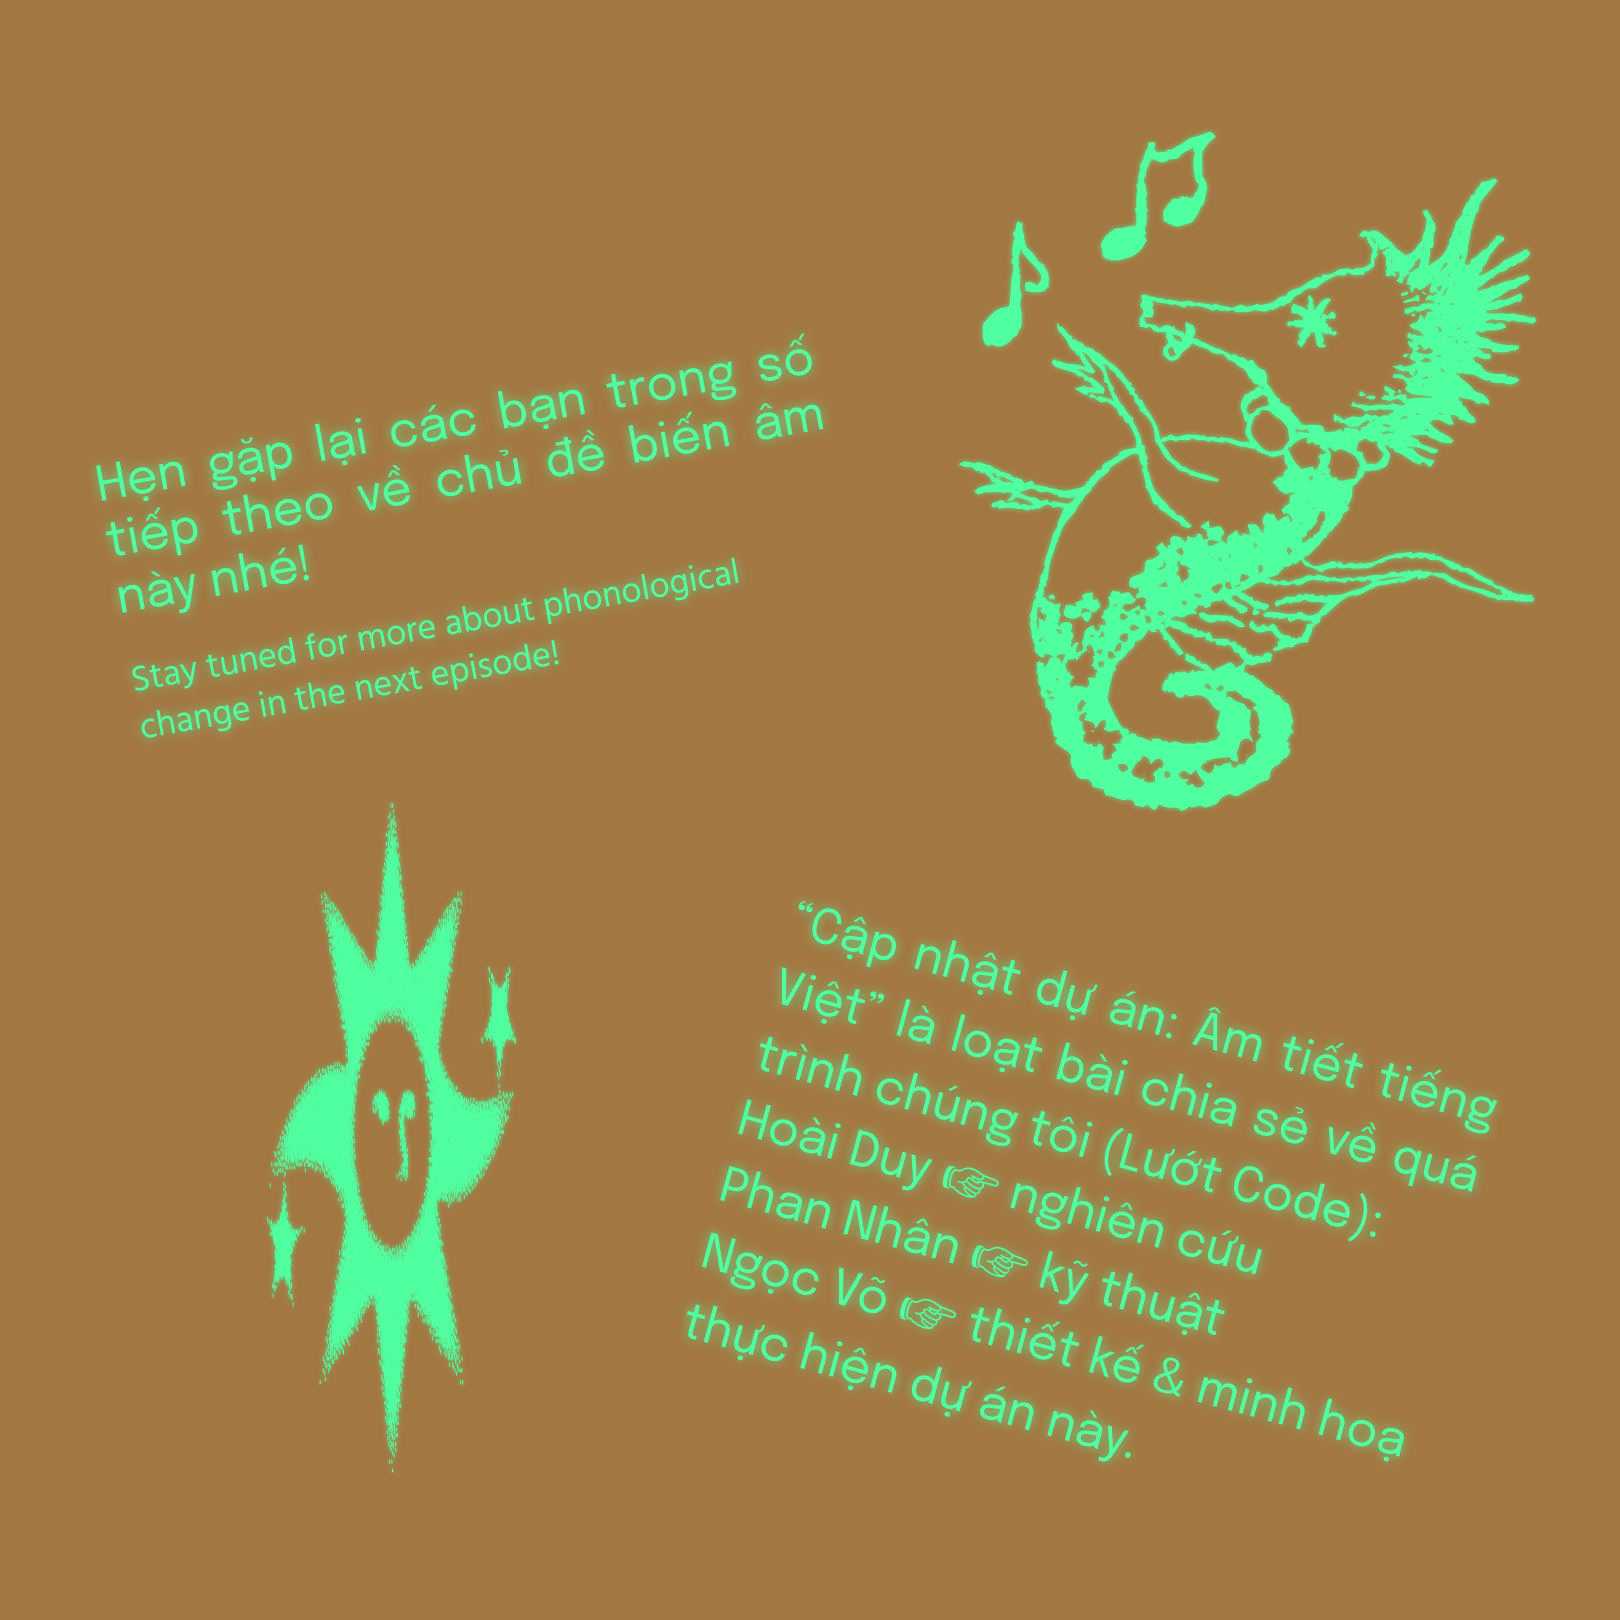 Hẹn gặp lại các bạn trong số
tiếp theo về chủ đề biến âm
này nhé!
Stay tuned for more about phonological
change in the next episode!
“Cập nhật dự án: Âm tiết tiếng
Việt” là loạt bài chia sẻ về quá
trình chúng tôi (Lướt Code):
Hoài Duy ☞ nghiên cứu
Phan Nhân ☞ kỹ thuật
Ngọc Võ ☞ thiết kế & minh hoạ
thực hiện dự án này.